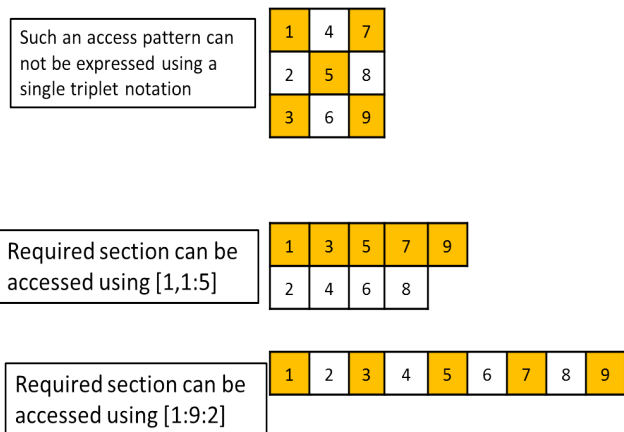 Such an access pattern can
not be expressed using a
single triplet notation
1 4 7
2 5 8
3 6 9
Required section can be
accessed using [1,1:5]
1 3 5 7 9
2 4 6 8
Required section can be
accessed using [1:9:2]
1 2 3 4 5 6 7 8 9